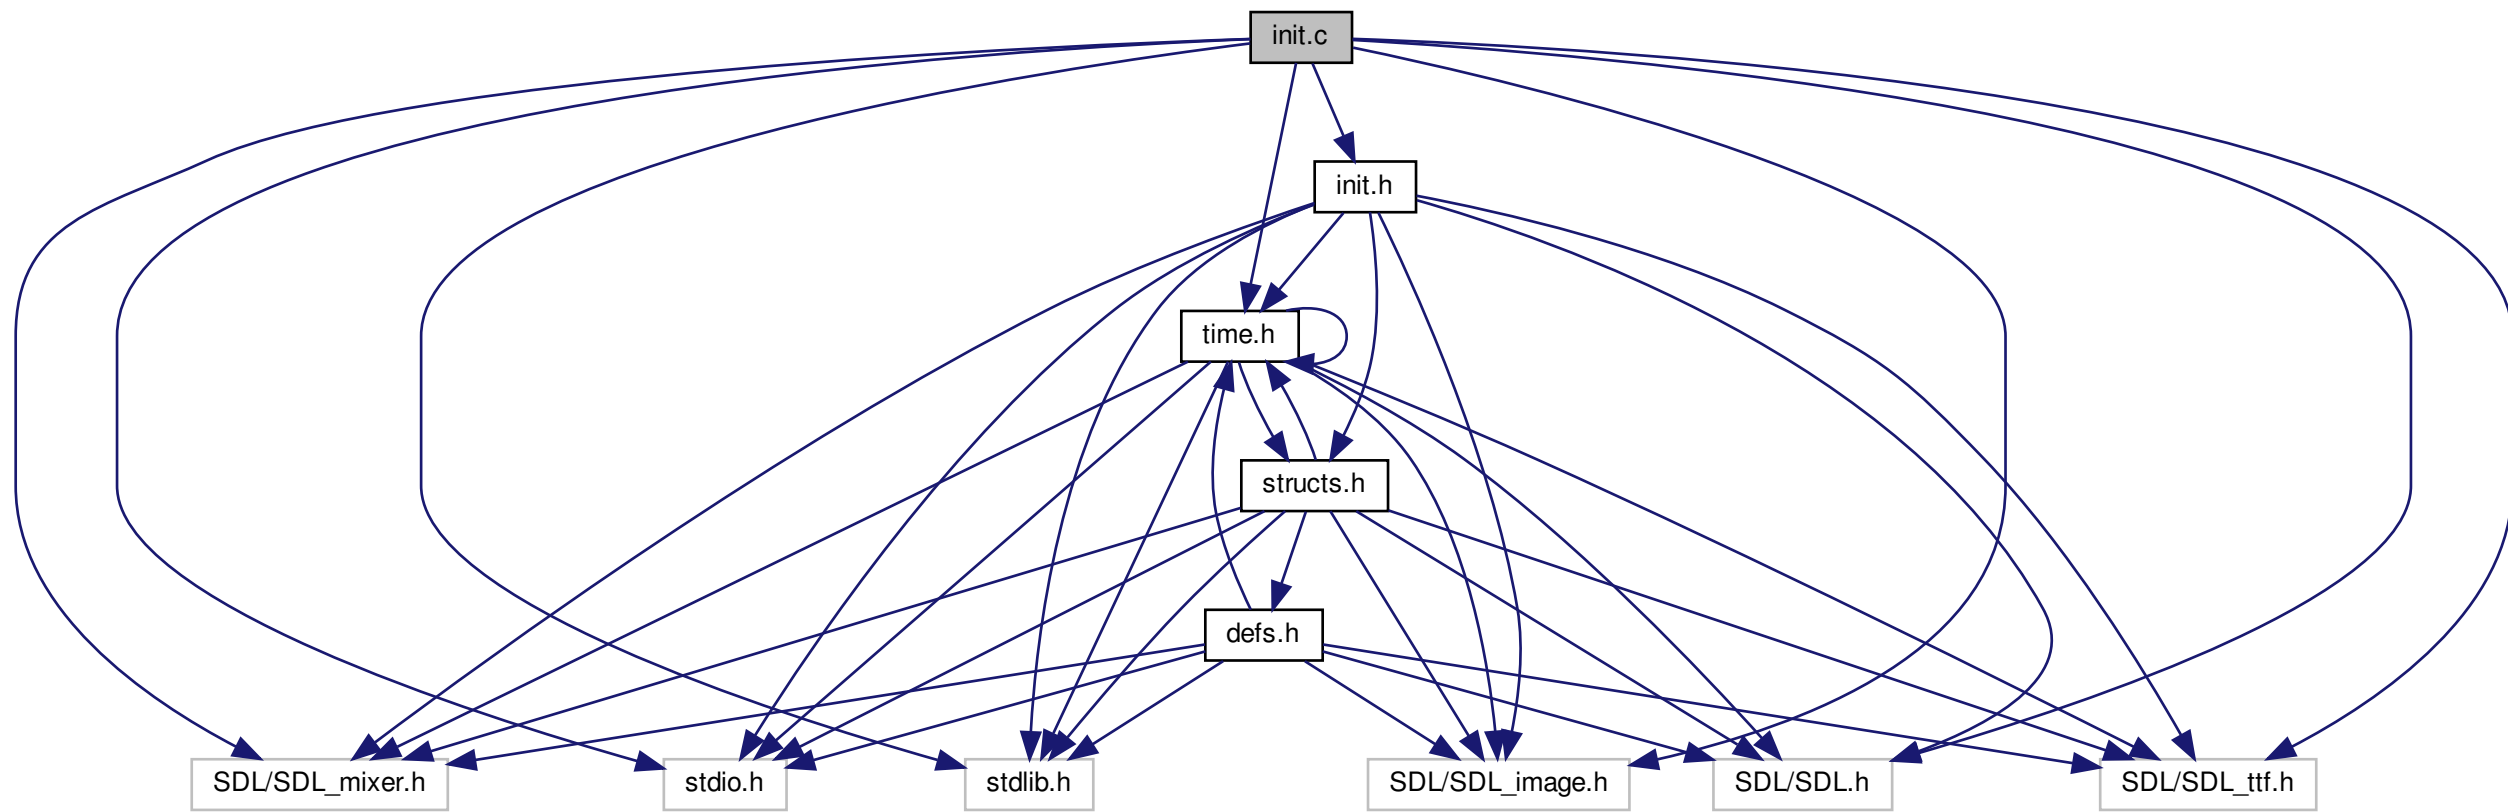 init.c
init.h
time.h
structs.h
defs.h
SDL/SDL_mixer.h
stdio.h
stdlib.h
SDL/SDL_image.h
SDL/SDL.h
SDL/SDL_ttf.h